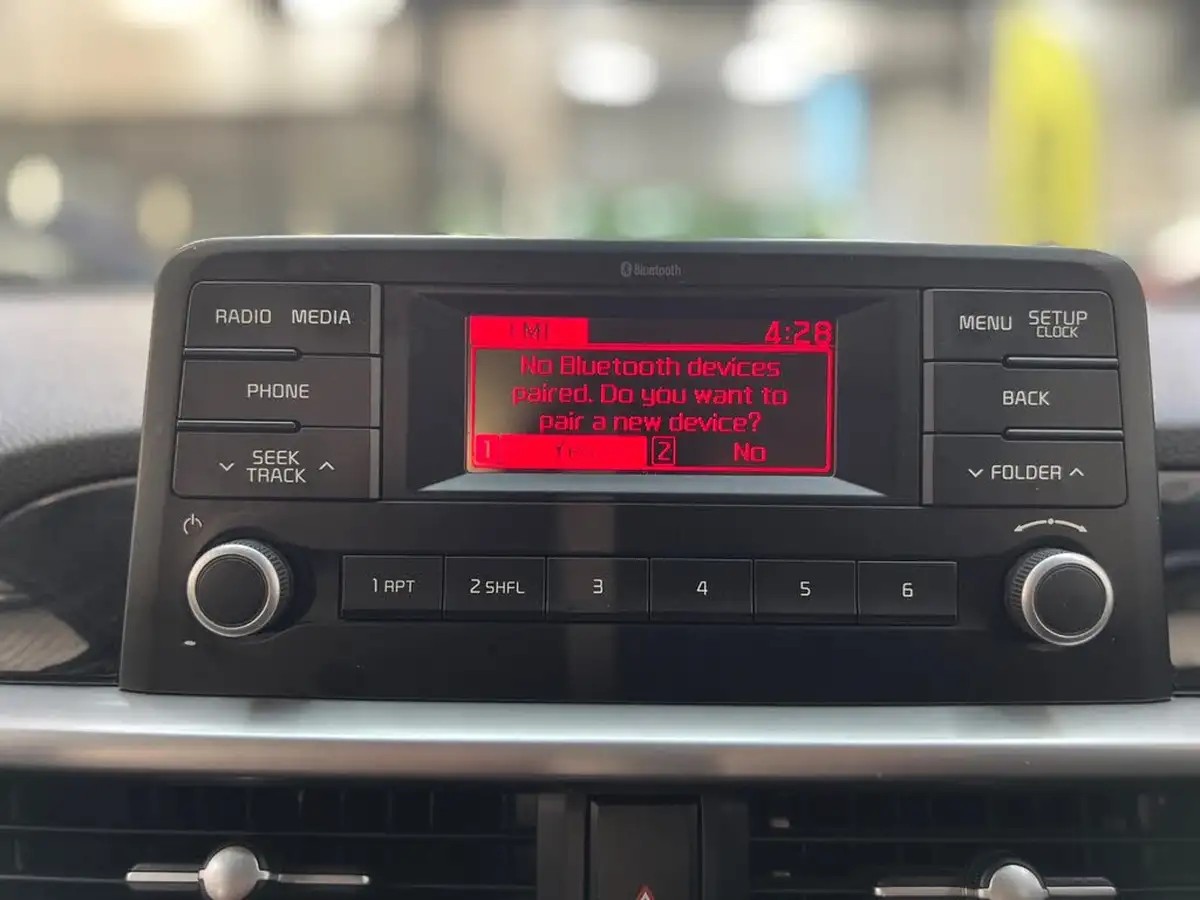 Bluetooth
RADIO MEDIA
PHONE
SEEK
TRACK
4:28
No Bluetooth devices
paired. Do you want to
pair a new device?
1
2 No
MENU SETUP
CLOCK
BACK
FOLDER
1 RPT
2 SHFL
3
4
5
6